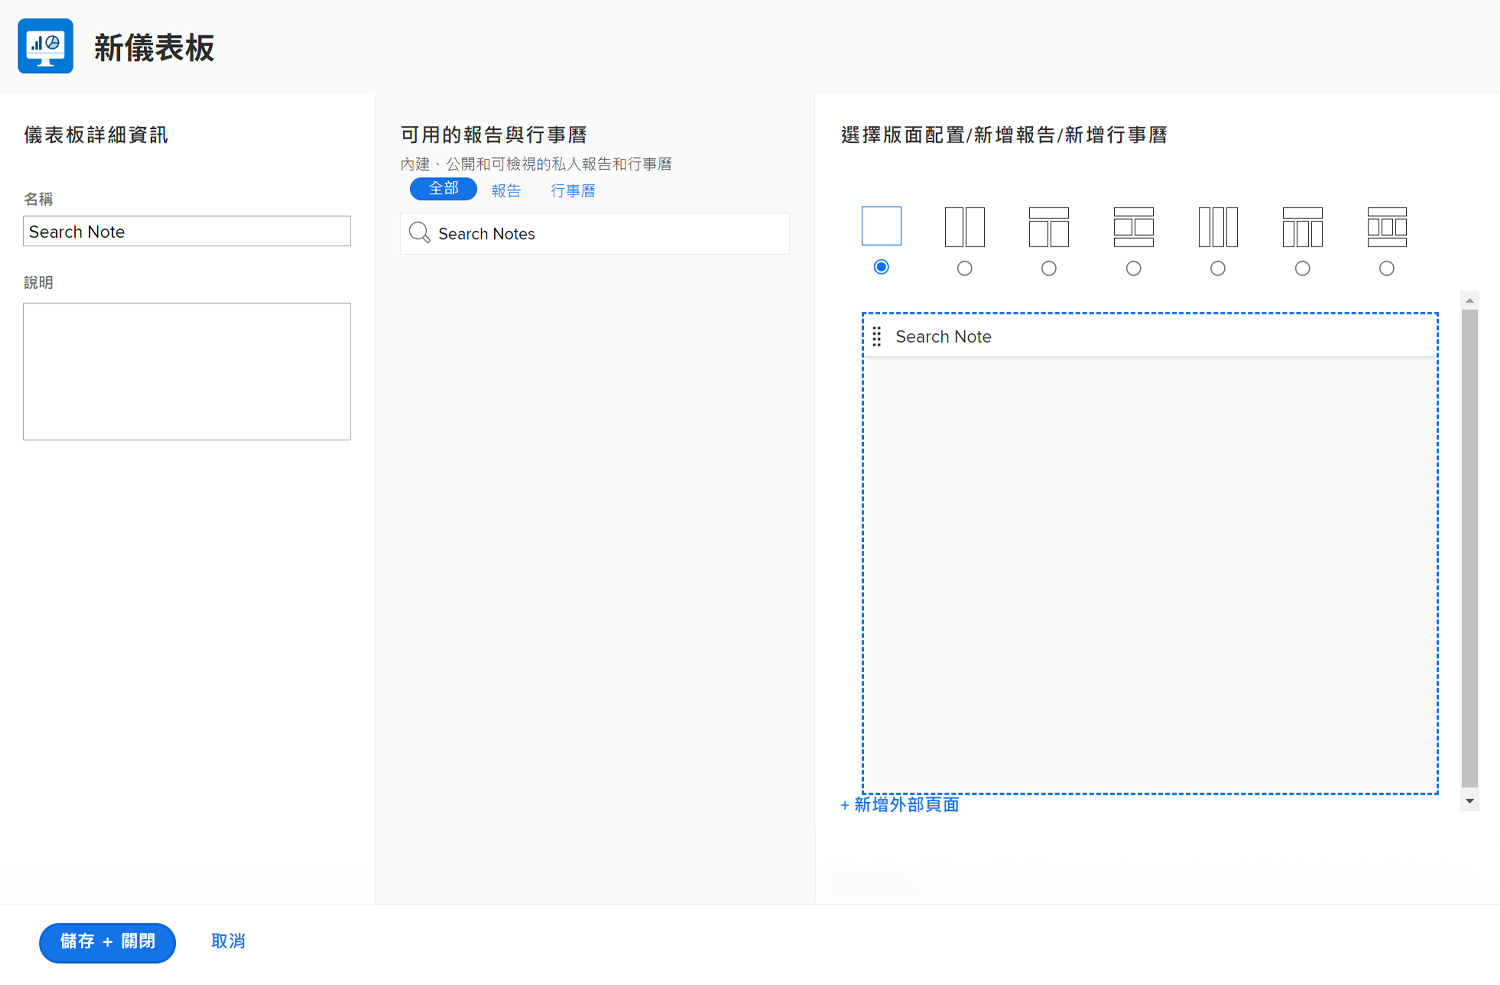 新儀表板
儀表板詳細資訊
名稱
Search Note
說明
可用的報告與行事曆
內建、公開和可檢視的私人報告和行事曆
全部 報告 行事曆
Search Notes
選擇版面配置/新增報告/新增行事曆
Search Note
+ 新增外部頁面
儲存 + 關閉 取消